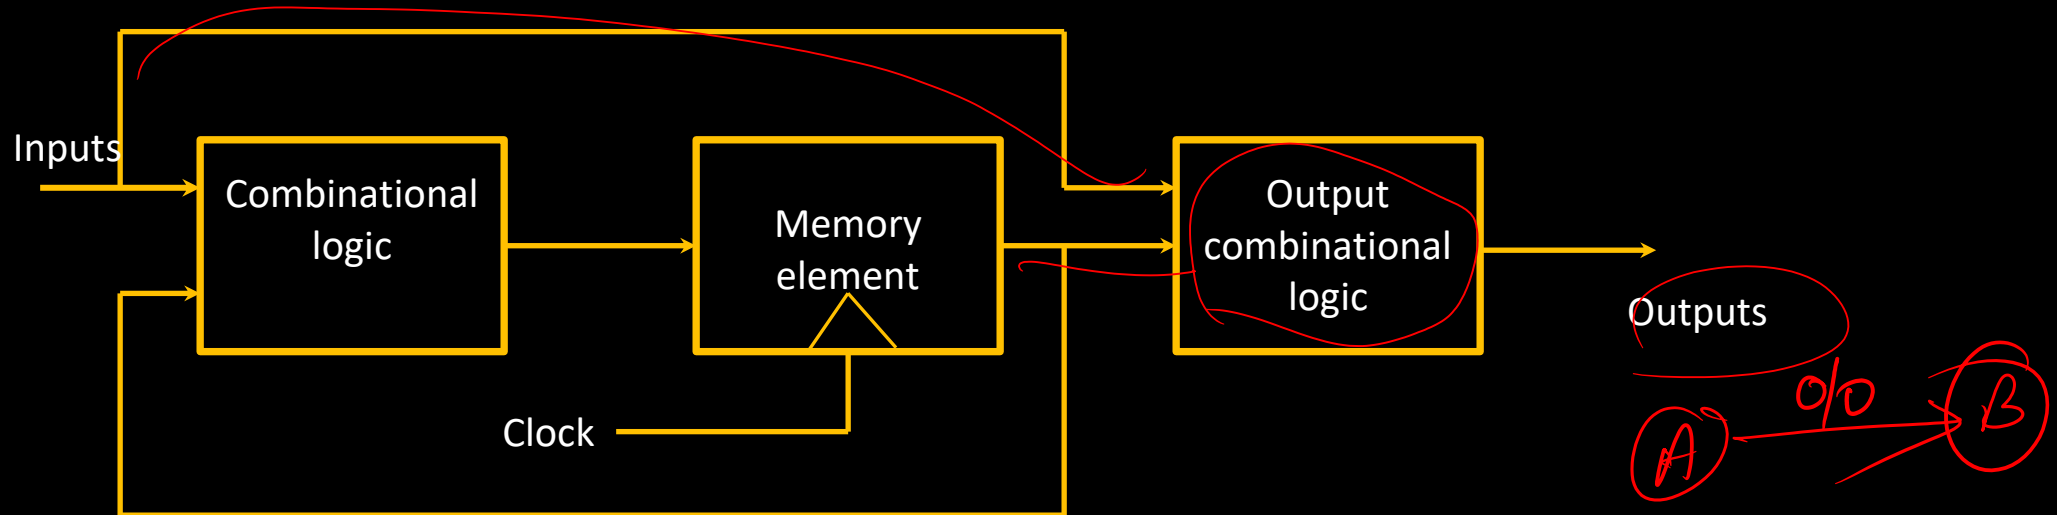 Inputs
Combinational
logic
Memory
element
Output
combinational
logic
Outputs
Clock
A
0/0
B